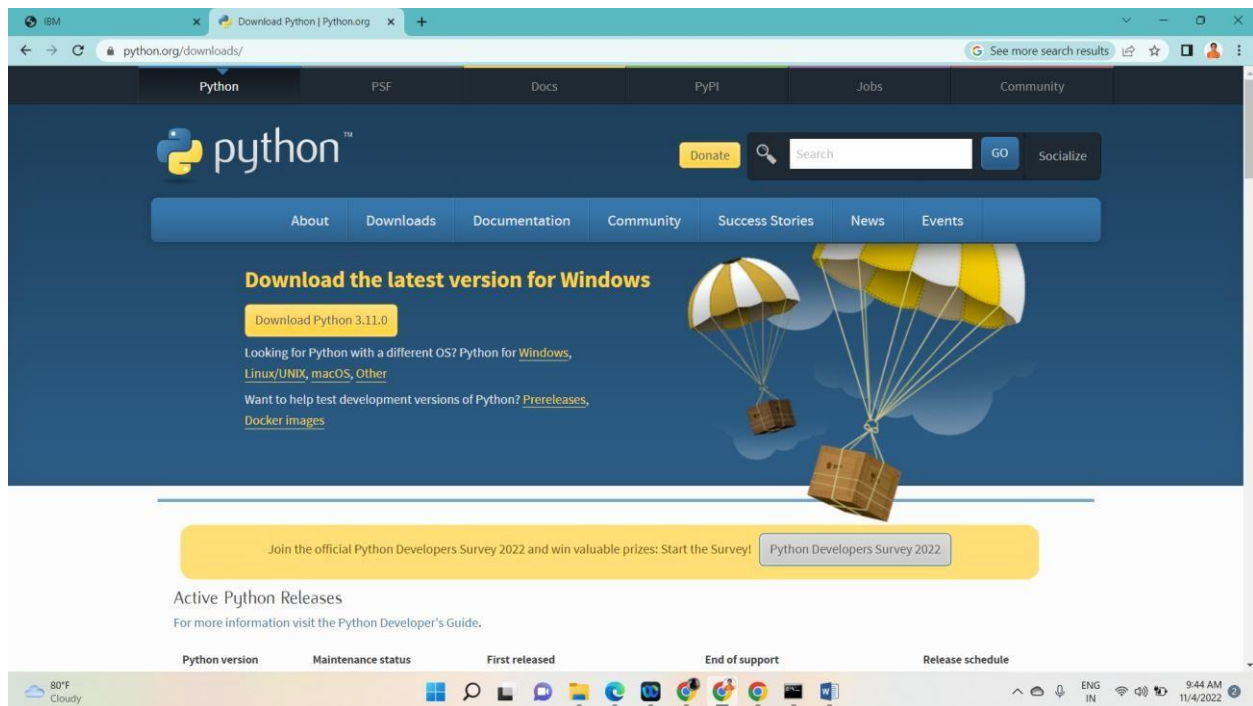 IBM
Download Python | Python.org
python.org/downloads/
See more search results
Python
PSF
Docs
PyPI
Jobs
Community
python™
Donate
Search
GO
Socialize
About
Downloads
Documentation
Community
Success Stories
News
Events
Download the latest version for Windows
Download Python 3.11.0
Looking for Python with a different OS? Python for Windows,
Linux/UNIX, macOS, Other
Want to help test development versions of Python? Prereleases,
Docker images
Join the official Python Developers Survey 2022 and win valuable prizes: Start the Survey!
Python Developers Survey 2022
Active Python Releases
For more information visit the Python Developer's Guide.
Python version
Maintenance status
First released
End of support
Release schedule
80°F
Cloudy
ENG
IN
9:44 AM
11/4/2022
2